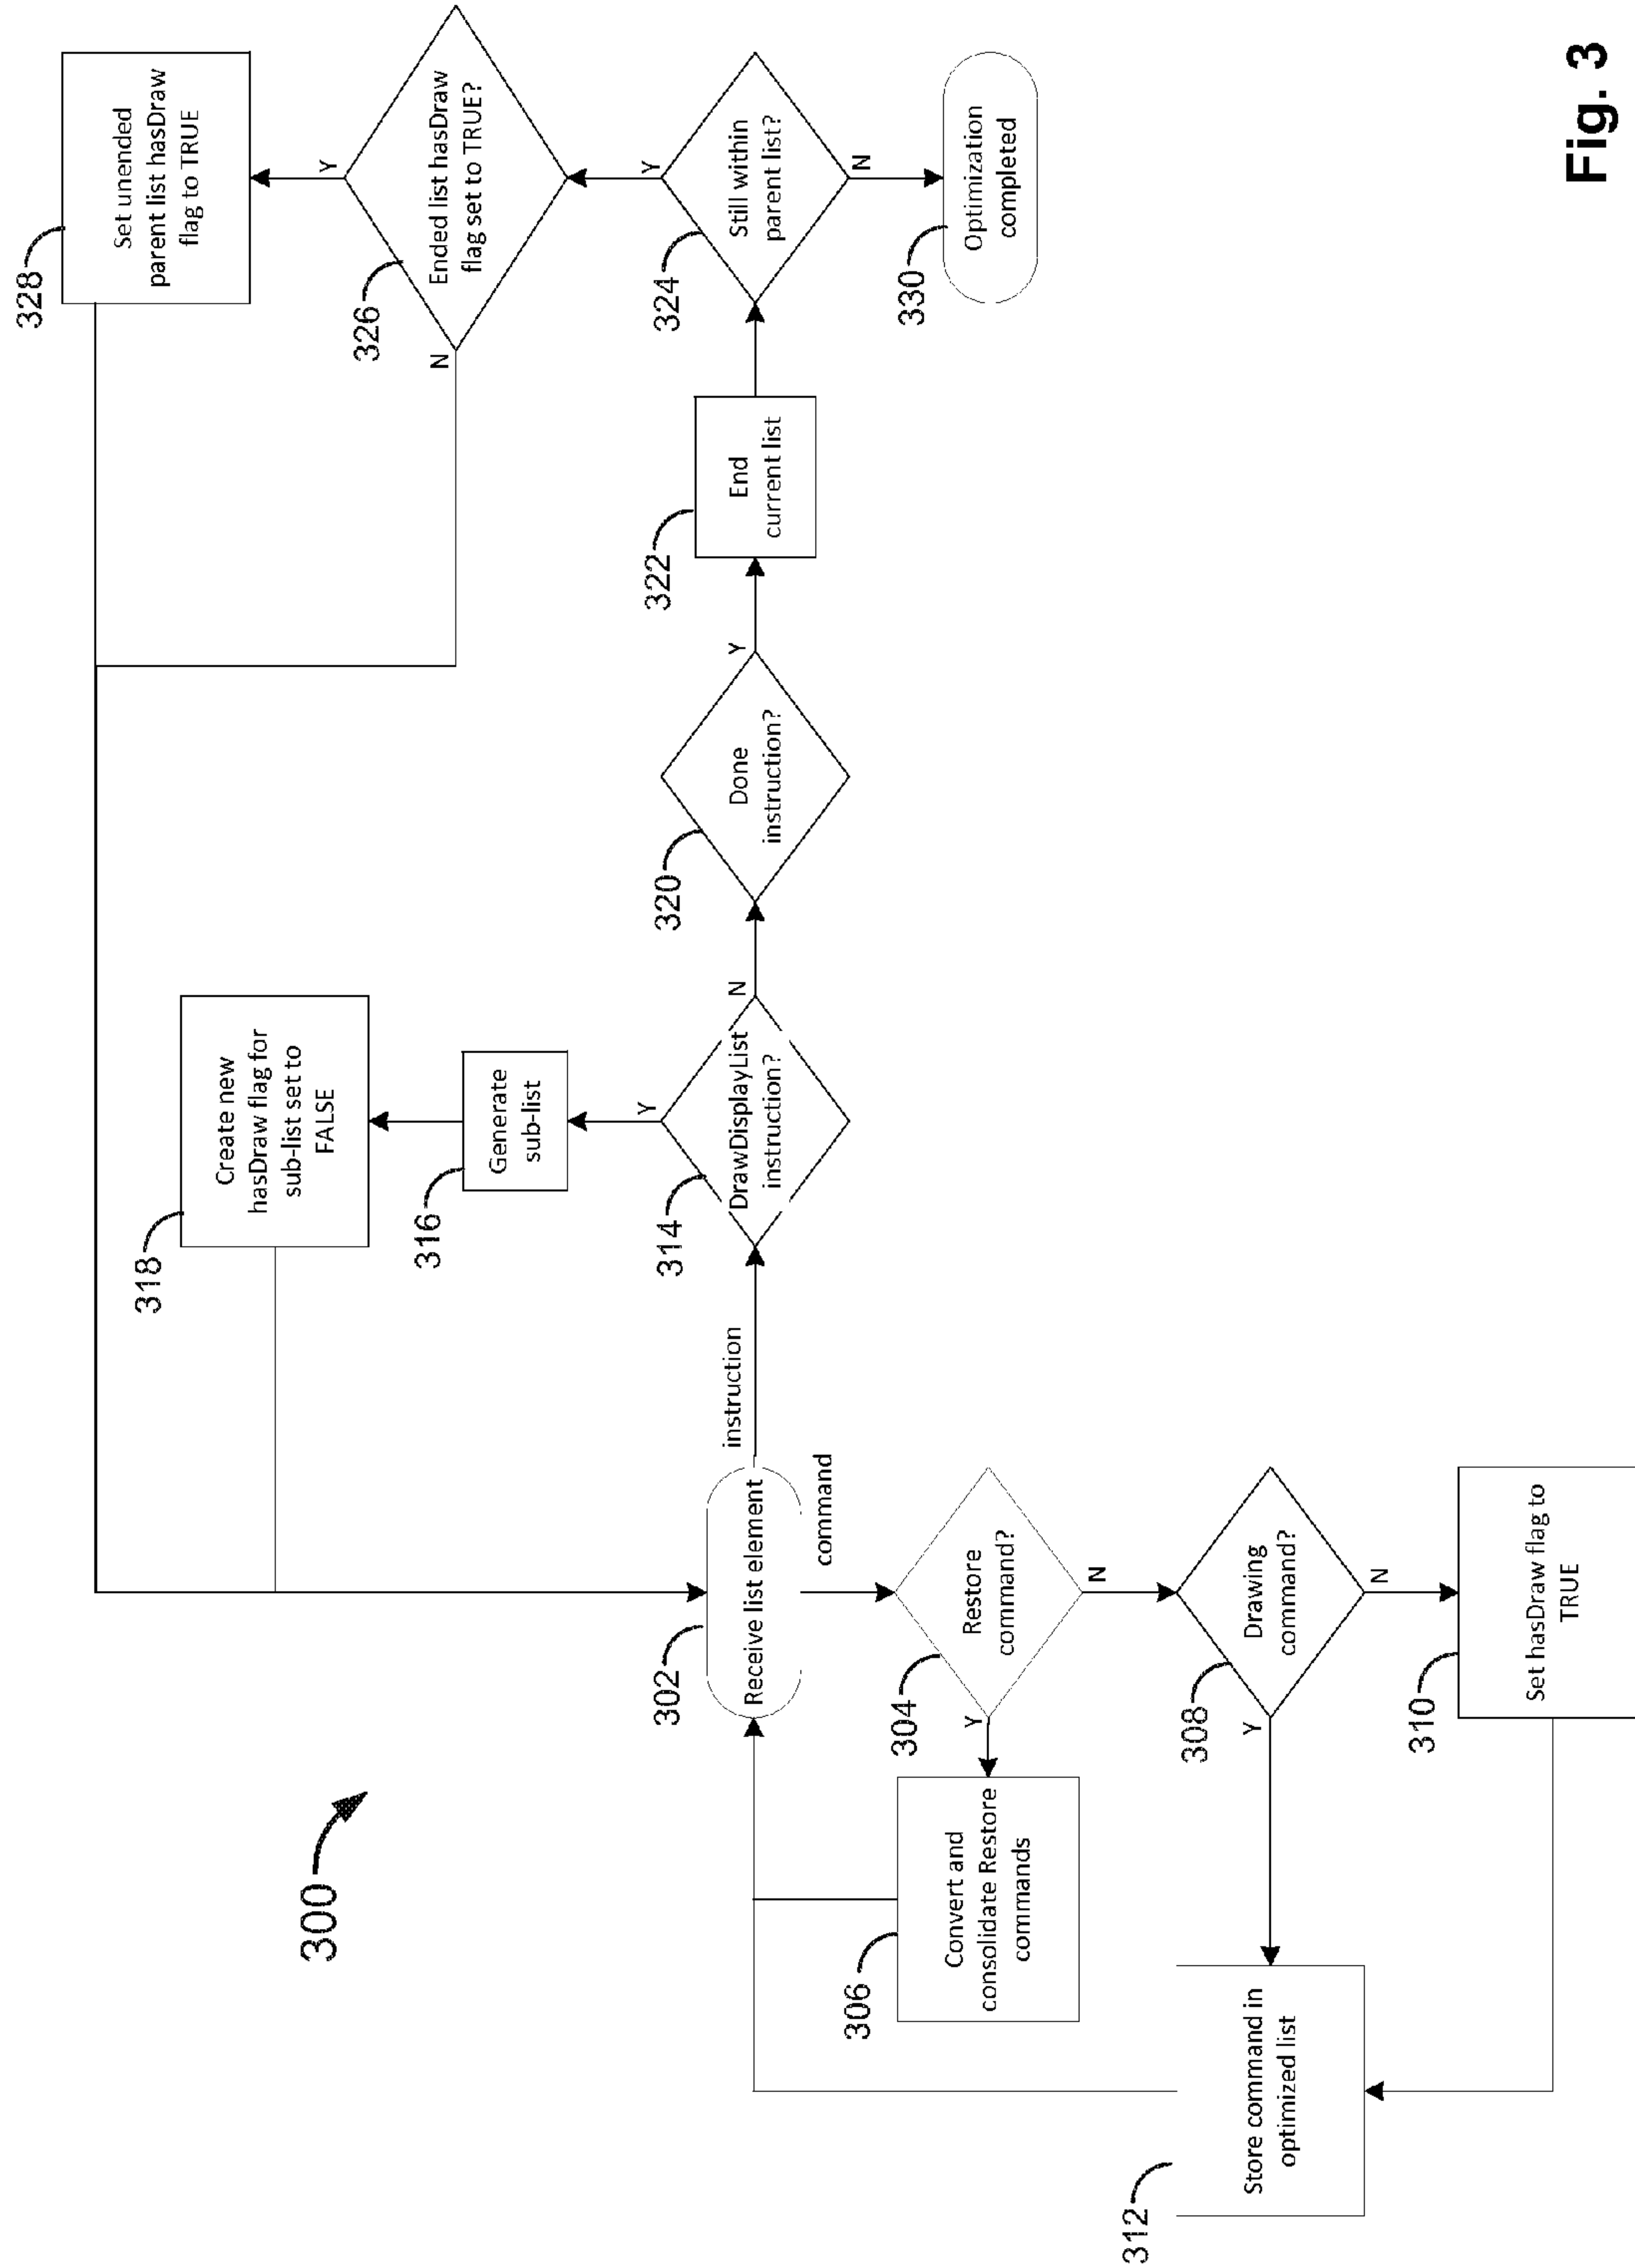 300
302
Receive list element
instruction
command
304
Restore
command?
Y
N
306
Convert and
consolidate Restore
commands
308
Drawing
command?
Y
N
310
Set hasDraw flag to
TRUE
312
Store command in
optimized list
314
DrawDisplayList
instruction?
Y
N
316
Generate
sub-list
318
Create new
hasDraw flag for
sub-list set to
FALSE
320
Done
instruction?
Y
322
End
current list
324
Still within
parent list?
Y
N
326
Ended list hasDraw
flag set to TRUE?
Y
N
328
Set unended
parent list hasDraw
flag to TRUE
330
Optimization
completed
Fig. 3